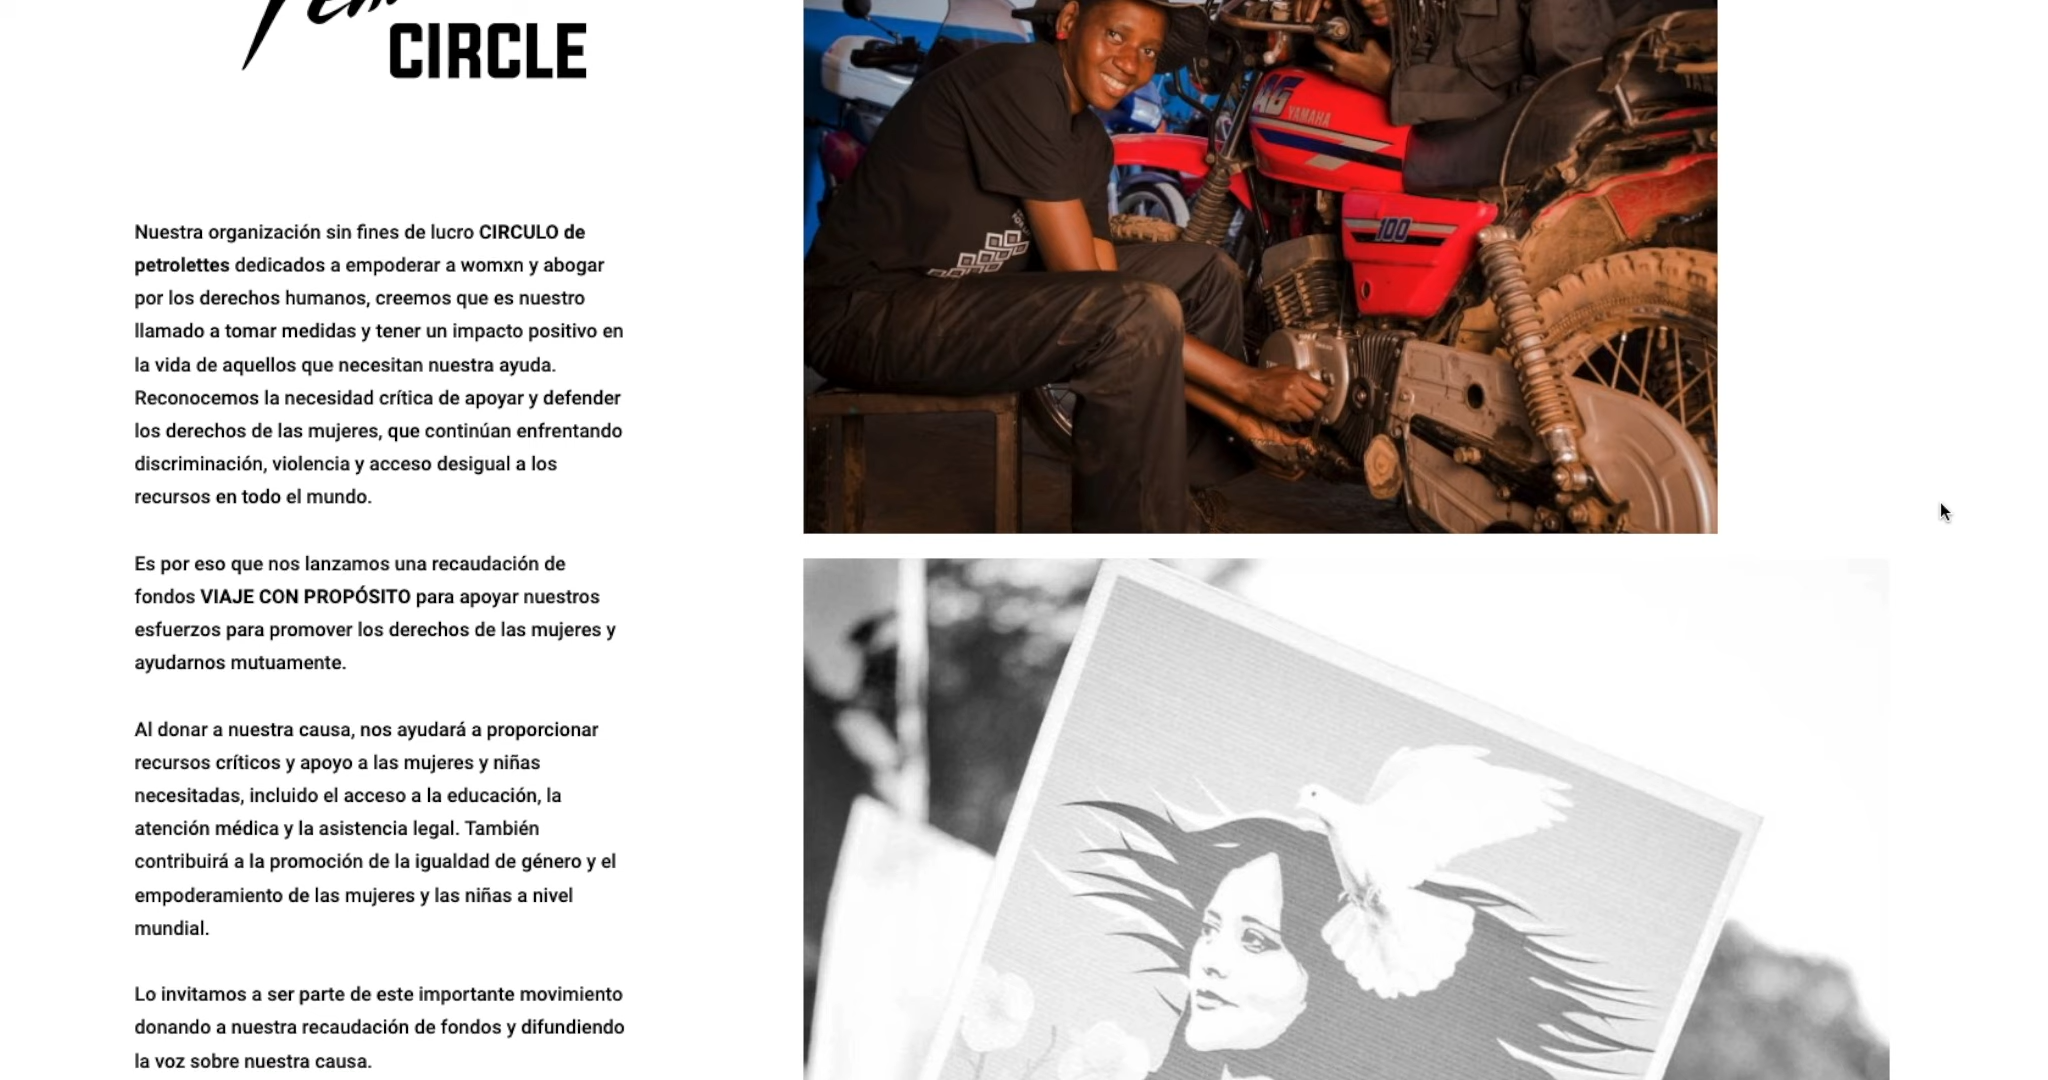 CIRCLE
Nuestra organización sin fines de lucro CIRCULO de
petrolettes dedicados a empoderar a womxn y abogar
por los derechos humanos, creemos que es nuestro
llamado a tomar medidas y tener un impacto positivo en
la vida de aquellos que necesitan nuestra ayuda.
Reconocemos la necesidad crítica de apoyar y defender
los derechos de las mujeres, que continúan enfrentando
discriminación, violencia y acceso desigual a los
recursos en todo el mundo.
Es por eso que nos lanzamos una recaudación de
fondos VIAJE CON PROPÓSITO para apoyar nuestros
esfuerzos para promover los derechos de las mujeres y
ayudarnos mutuamente.
Al donar a nuestra causa, nos ayudará a proporcionar
recursos críticos y apoyo a las mujeres y niñas
necesitadas, incluido el acceso a la educación, la
atención médica y la asistencia legal. También
contribuirá a la promoción de la igualdad de género y el
empoderamiento de las mujeres y las niñas a nivel
mundial.
Lo invitamos a ser parte de este importante movimiento
donando a nuestra recaudación de fondos y difundiendo
la voz sobre nuestra causa.
AG YAMAHA
100